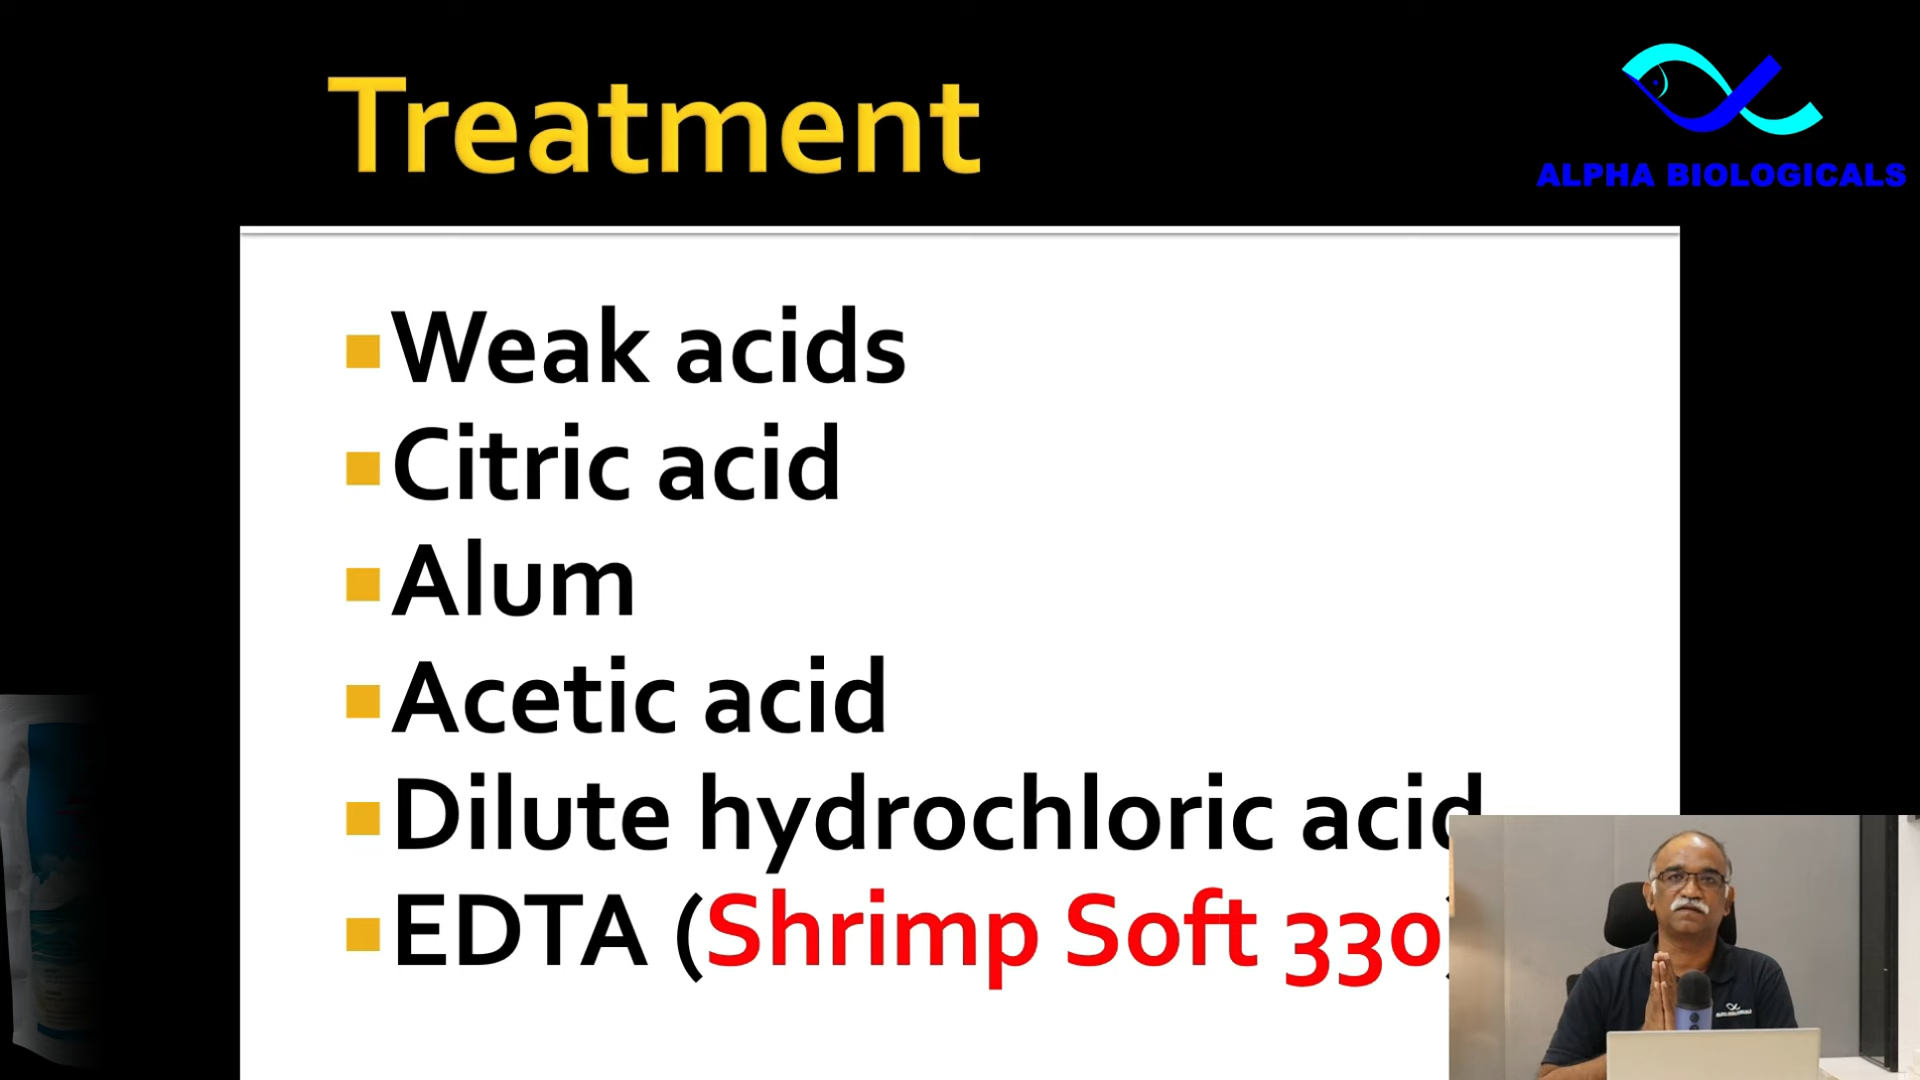 Treatment
ALPHA BIOLOGICALS
Weak acids
Citric acid
Alum
Acetic acid
Dilute hydrochloric acid
EDTA (Shrimp Soft 330)